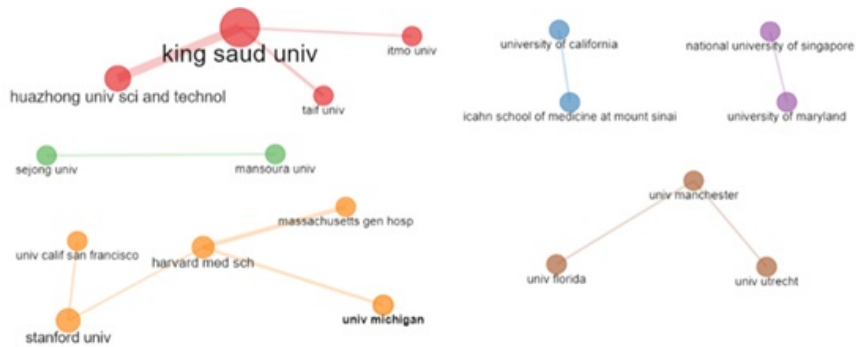 king saud univ
itmo univ
huazhong univ sci and technol
taif univ
university of california
national university of singapore
icahn school of medicine at mount sinai
university of maryland
sejong univ
mansoura univ
massachusetts gen hosp
univ calif san francisco
harvard med sch
univ michigan
stanford univ
univ manchester
univ florida
univ utrecht